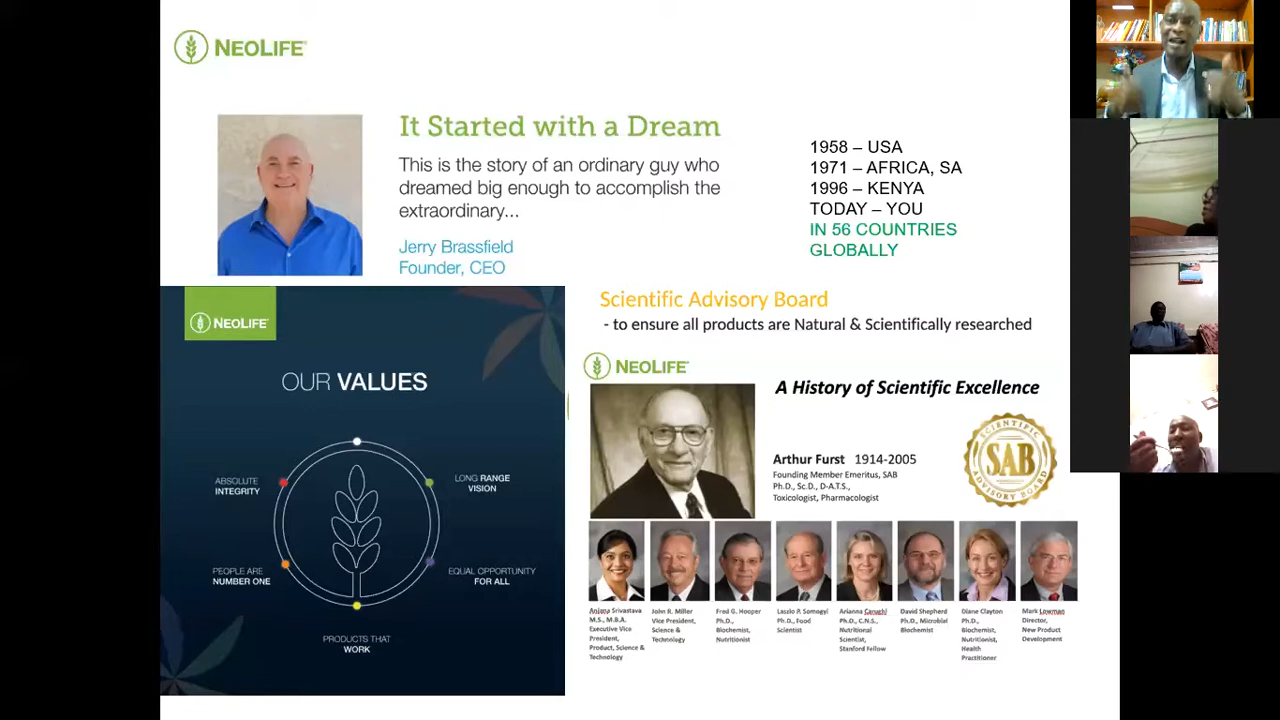 NEOLIFE
It Started with a Dream
This is the story of an ordinary guy who
dreamed big enough to accomplish the
extraordinary...
Jerry Brassfield
Founder, CEO
1958 – USA
1971 – AFRICA, SA
1996 – KENYA
TODAY – YOU
IN 56 COUNTRIES
GLOBALLY
NEOLIFE
OUR VALUES
ABSOLUTE
INTEGRITY
LONG RANGE
VISION
PEOPLE ARE
NUMBER ONE
EQUAL OPPORTUNITY
FOR ALL
PRODUCTS THAT
WORK
Scientific Advisory Board
- to ensure all products are Natural & Scientifically researched
NEOLIFE
A History of Scientific Excellence
Arthur Furst 1914-2005
Founding Member Emeritus, SAB
Ph.D., Sc.D., D-A.T.S.,
Toxicologist, Pharmacologist
SCIENTIFIC
SAB
ADVISORY BOARD
Anjana Srivastava
M.S., M.B.A.
Executive Vice
President,
Product, Science &
Technology
John R. Miller
Vice President,
Science &
Technology
Fred G. Hooper
Ph.D.,
Biochemist,
Nutritionist
Laszlo P. Somogyi
Ph.D., Food
Scientist
Arianna Carughi
Ph.D., C.N.S.,
Nutritional
Scientist,
Stanford Fellow
David Shepherd
Ph.D., Microbial
Biochemist
Diane Clayton
Ph.D.,
Biochemist,
Nutritionist,
Health
Practitioner
Mark Lowman
Director,
New Product
Development